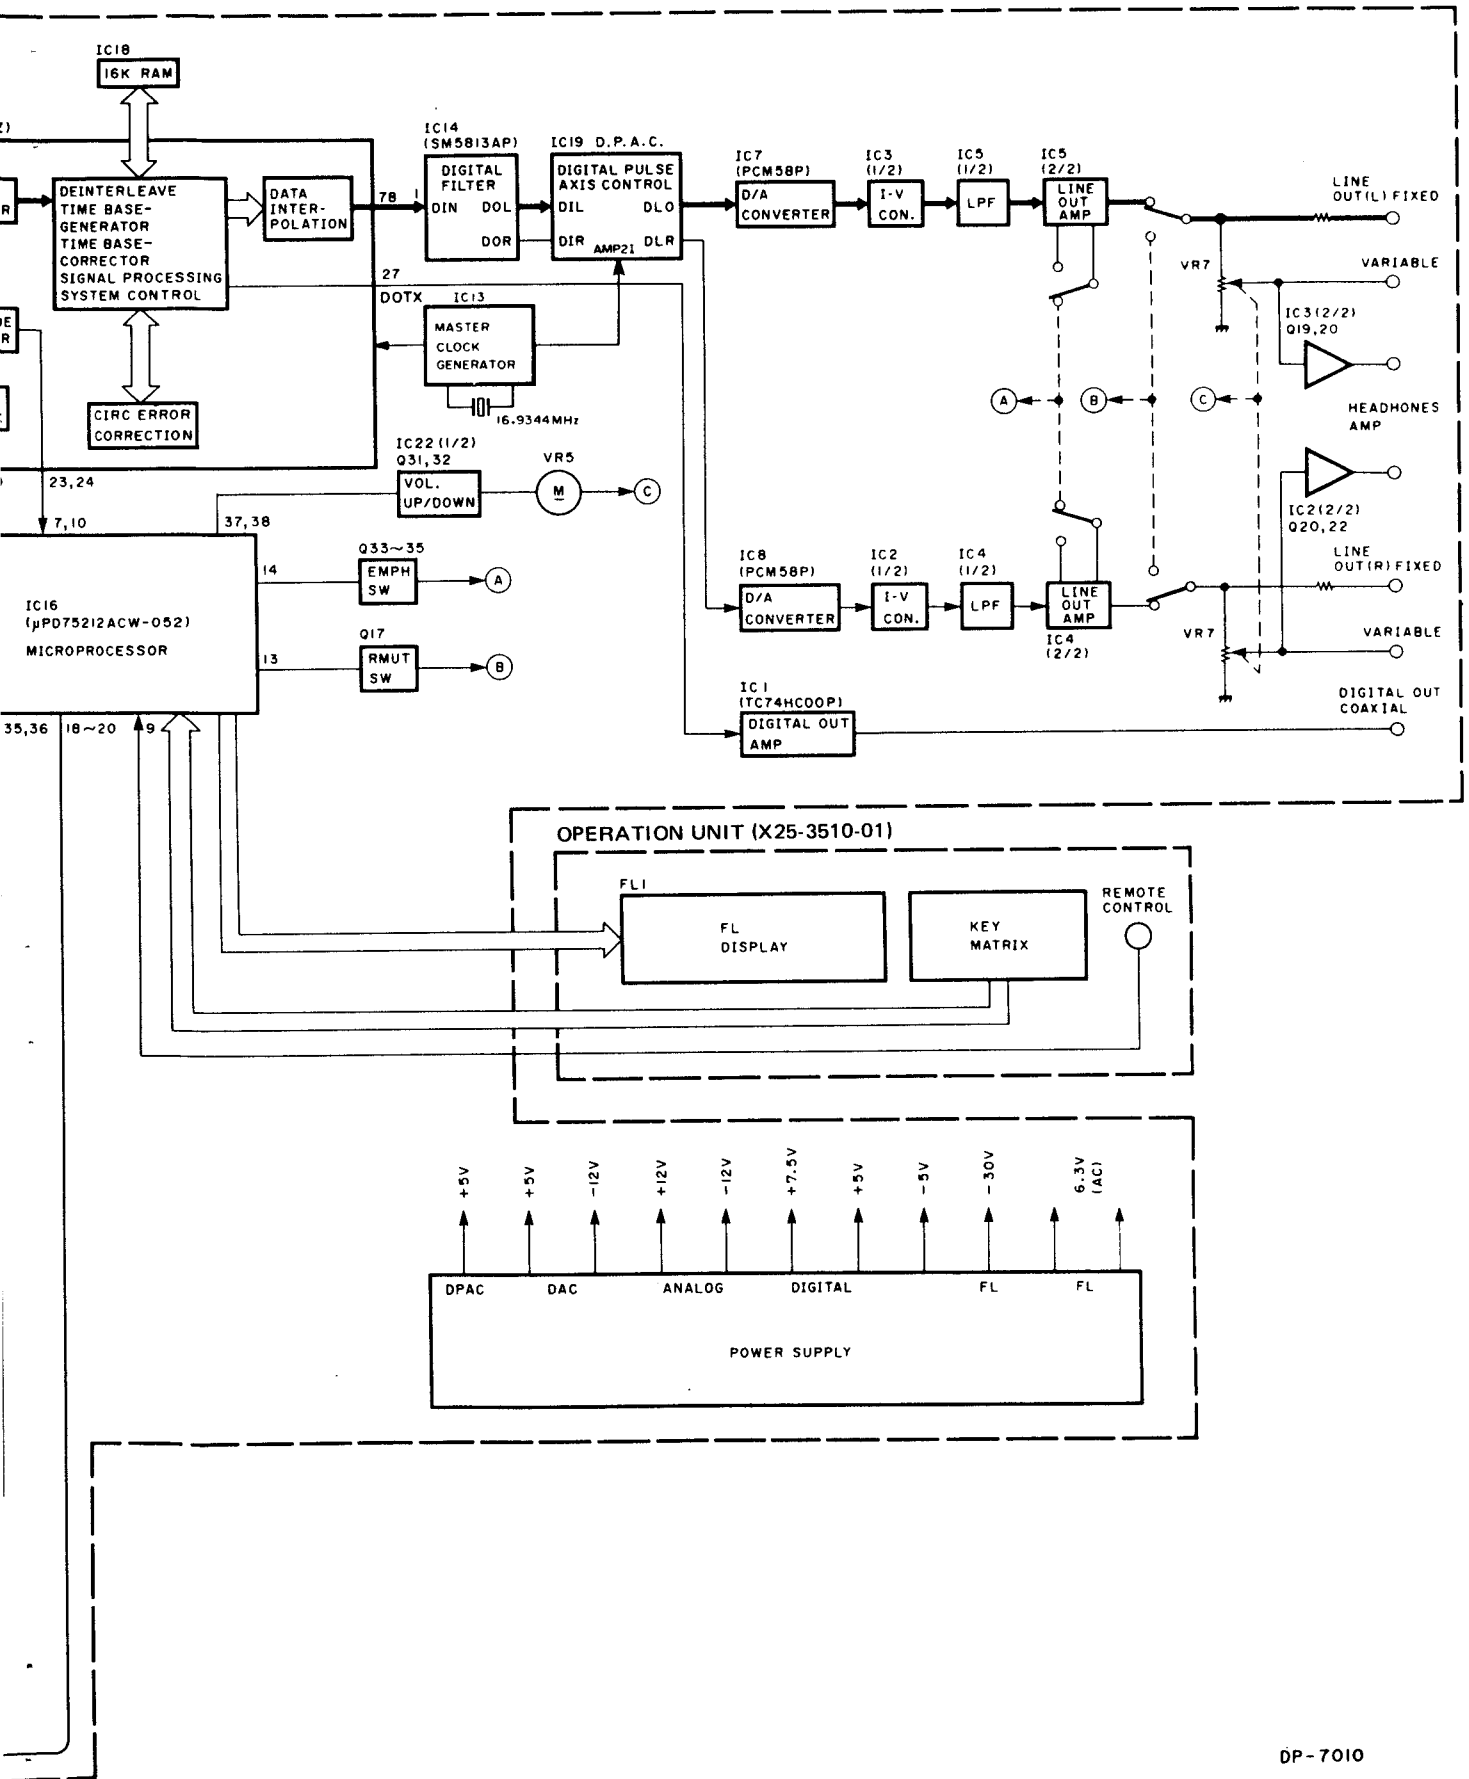 IC18
16K RAM
Z)
R
DEINTERLEAVE
TIME BASE-
GENERATOR
TIME BASE-
CORRECTOR
SIGNAL PROCESSING
SYSTEM CONTROL
DATA
INTER-
POLATION
78
1
IC14
(SM5813AP)
DIGITAL
FILTER
DIN DOL
DOR
IC19 D.P.A.C.
DIGITAL PULSE
AXIS CONTROL
DIL DLO
DIR DLR
AMP21
IC7
(PCM58P)
D/A
CONVERTER
IC3
(1/2)
I-V
CON.
IC5
(1/2)
LPF
IC5
(2/2)
LINE
OUT
AMP
LINE
OUT(L) FIXED
VR7
VARIABLE
IC3(2/2)
Q19,20
HEADPHONES
AMP
27
DOTX
IC13
MASTER
CLOCK
GENERATOR
16.9344MHz
DE
R
CIRC ERROR
CORRECTION
A
B
C
IC22(1/2)
Q31,32
VOL.
UP/DOWN
VR5
M
C
)
23,24
7,10
37,38
IC2(2/2)
Q20,22
LINE
OUT(R) FIXED
Q33~35
14
EMPH
SW
A
IC8
(PCM58P)
D/A
CONVERTER
IC2
(1/2)
I-V
CON.
IC4
(1/2)
LPF
LINE
OUT
AMP
IC4
(2/2)
VR7
VARIABLE
IC16
(μPD75212ACW-052)
MICROPROCESSOR
Q17
13
RMUT
SW
B
IC1
(TC74HC00P)
DIGITAL OUT
AMP
DIGITAL OUT
COAXIAL
35,36
18~20
9
OPERATION UNIT (X25-3510-01)
FL1
FL
DISPLAY
KEY
MATRIX
REMOTE
CONTROL
+5V
+5V
-12V
+12V
-12V
+7.5V
+5V
-5V
-30V
6.3V
(AC)
DPAC DAC ANALOG DIGITAL FL FL
POWER SUPPLY
DP-7010